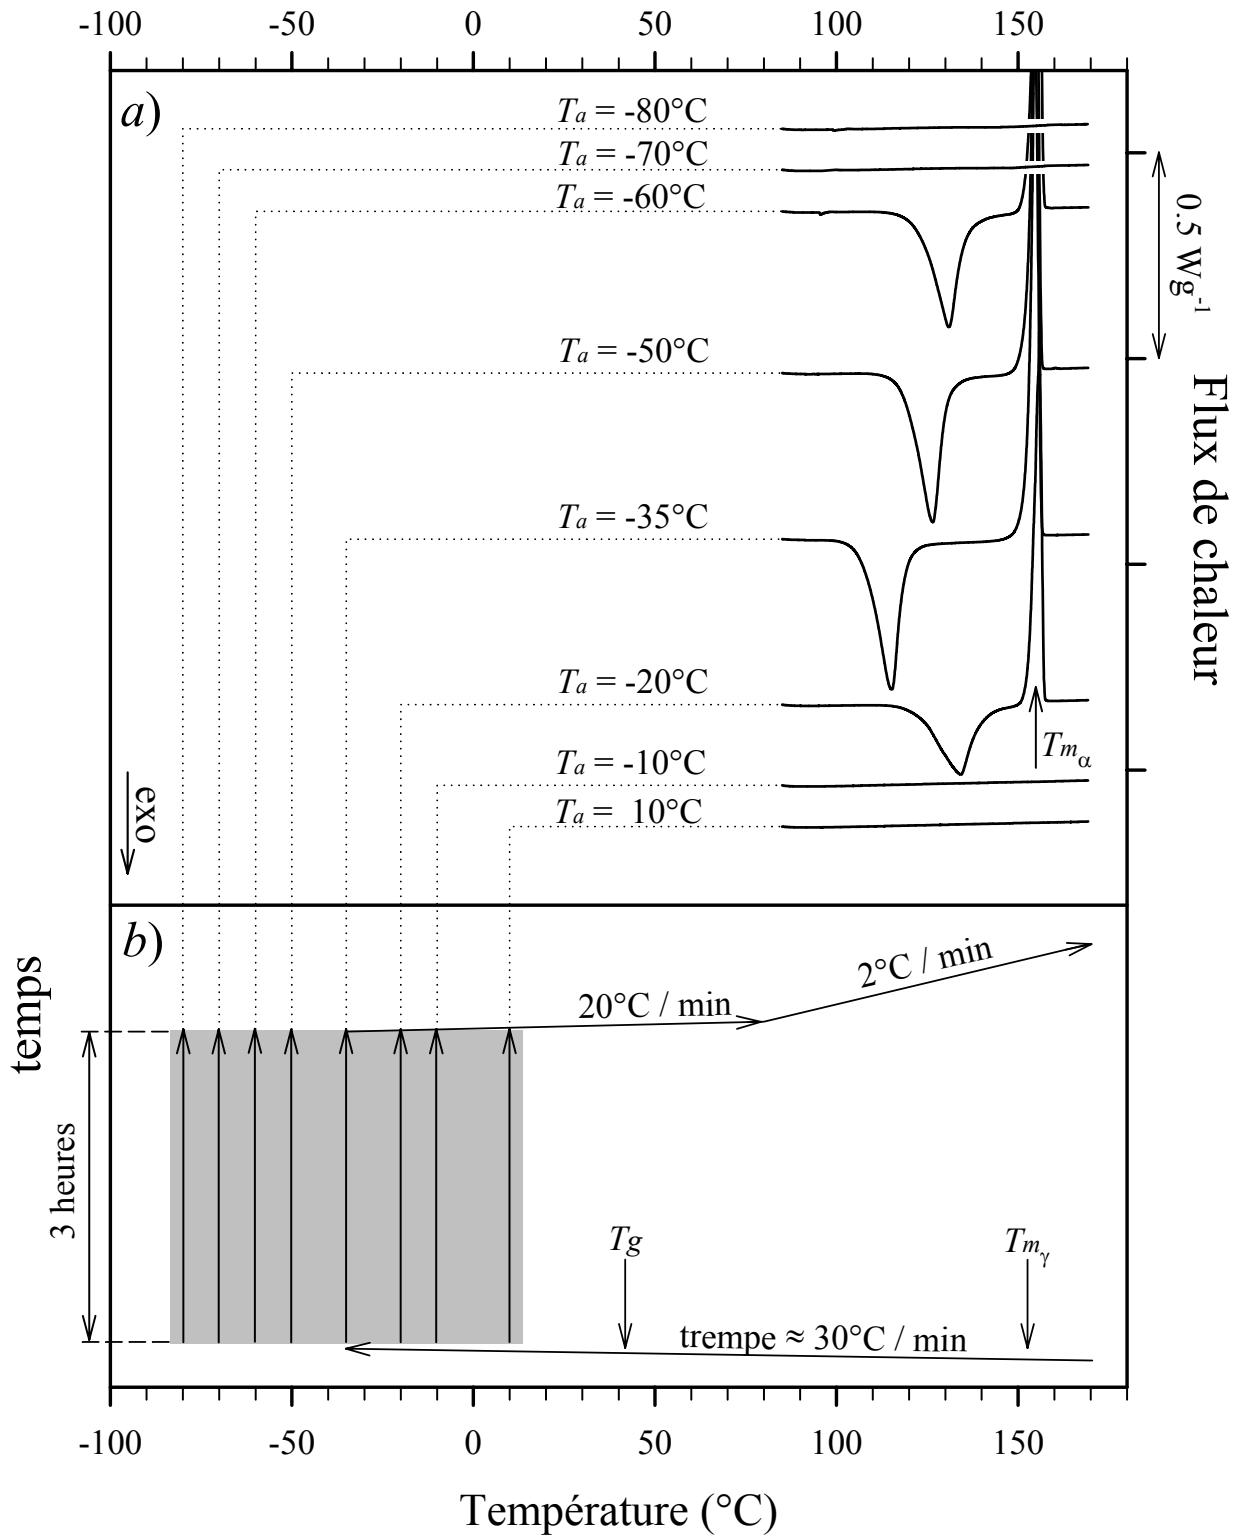 -100 -50 0 50 100 150
a)
Ta = -80°C
Ta = -70°C
Ta = -60°C
0.5 Wg-1
Ta = -50°C
Flux de chaleur
Ta = -35°C
Ta = -20°C
Tmα
Ta = -10°C
exo
Ta = 10°C
b)
2°C / min
20°C / min
temps
3 heures
Tg
Tmγ
trempe ≈ 30°C / min
-100 -50 0 50 100 150
Température (°C)